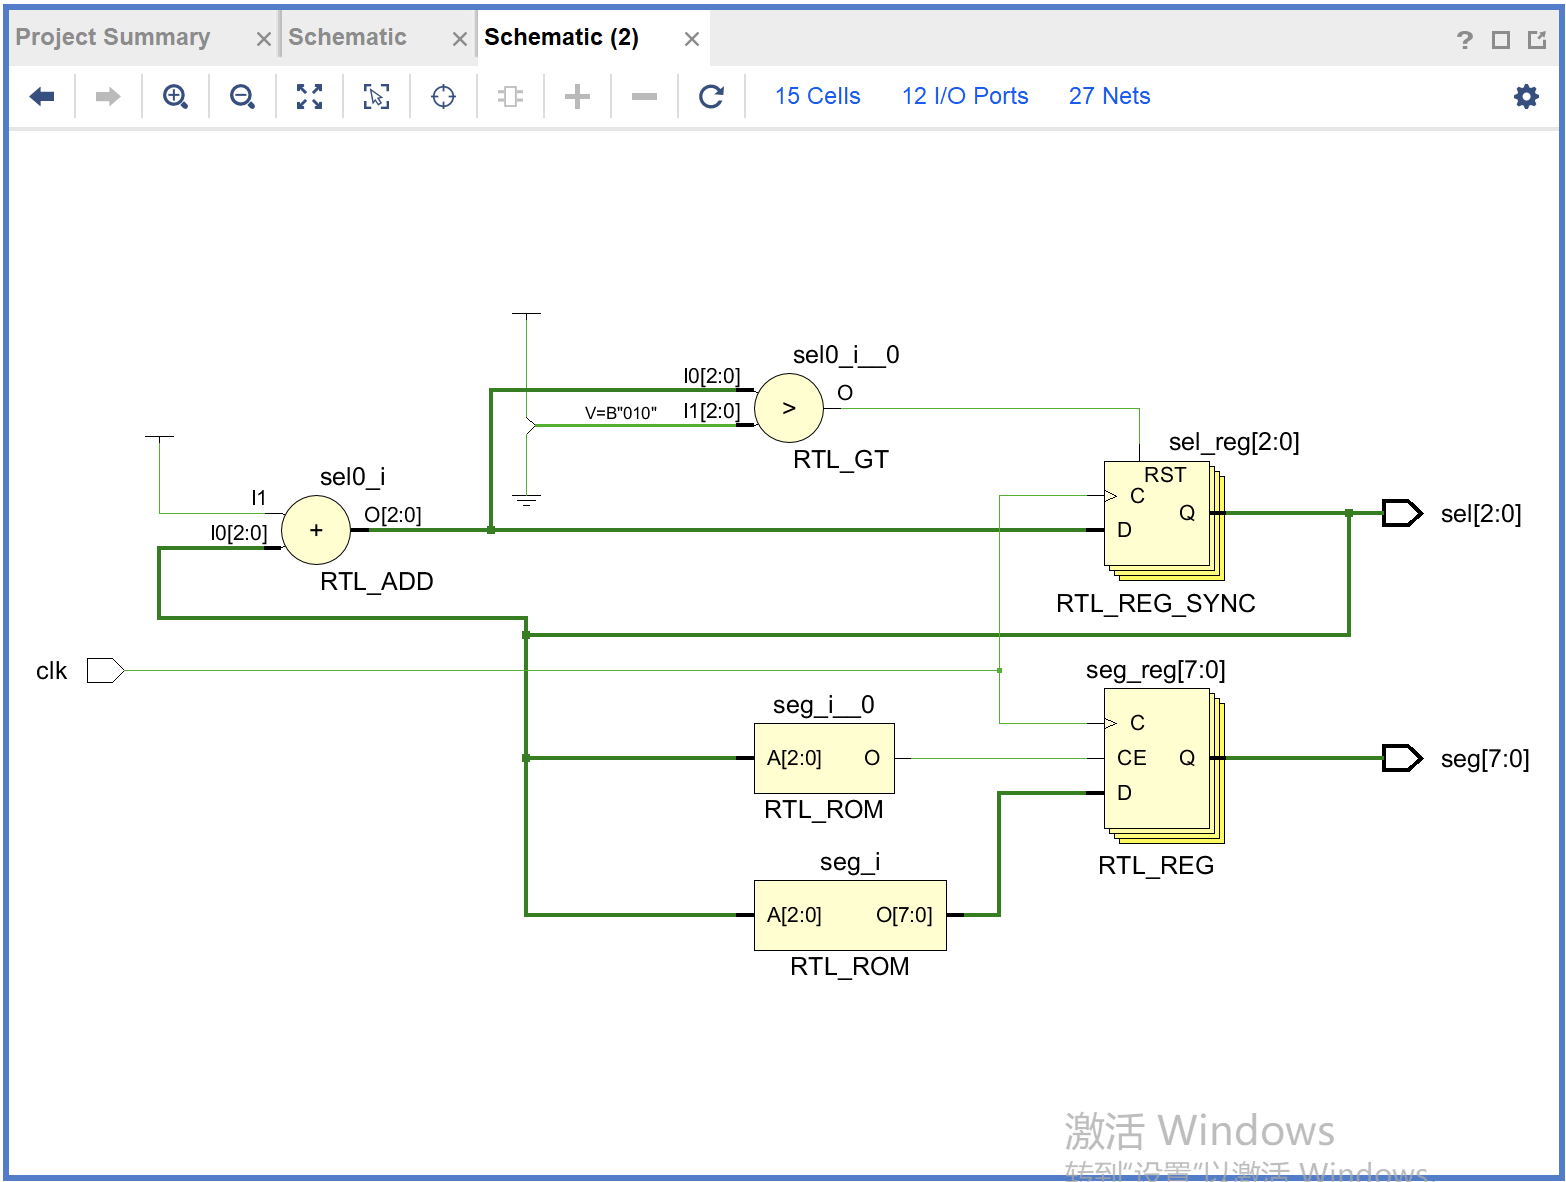 Project Summary
Schematic
Schematic (2)
15 Cells
12 I/O Ports
27 Nets
sel0_i__0
I0[2:0]
O
V=B"010"
I1[2:0]
>
RTL_GT
sel_reg[2:0]
RST
C
Q
D
sel[2:0]
RTL_REG_SYNC
sel0_i
I1
O[2:0]
I0[2:0]
+
RTL_ADD
clk
seg_reg[7:0]
C
CE
Q
D
seg[7:0]
RTL_REG
seg_i__0
A[2:0]
O
RTL_ROM
seg_i
A[2:0]
O[7:0]
RTL_ROM
激活 Windows
转到“设置”以激活 Windows。